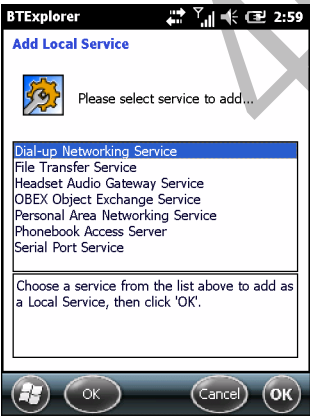 BTExplorer 2:59
Add Local Service
Please select service to add...
Dial-up Networking Service
File Transfer Service
Headset Audio Gateway Service
OBEX Object Exchange Service
Personal Area Networking Service
Phonebook Access Server
Serial Port Service
Choose a service from the list above to add as
a Local Service, then click 'OK'.
OK Cancel OK